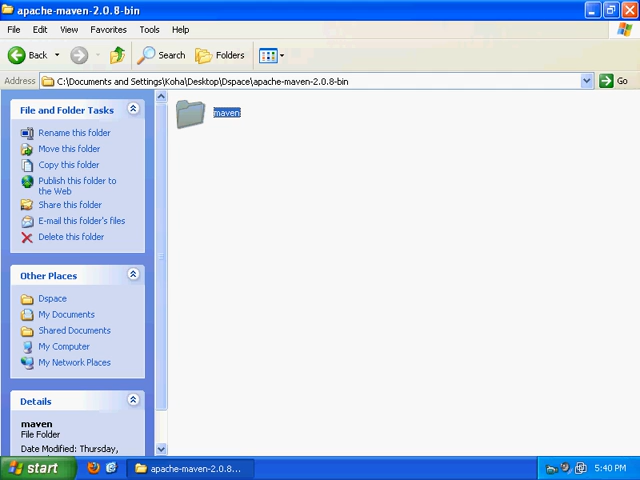 apache-maven-2.0.8-bin
File Edit View Favorites Tools Help
Back Search Folders
Address C:\Documents and Settings\Koha\Desktop\Dspace\apache-maven-2.0.8-bin Go
File and Folder Tasks
Rename this folder
Move this folder
Copy this folder
Publish this folder to
the Web
Share this folder
E-mail this folder's files
Delete this folder
Other Places
Dspace
My Documents
Shared Documents
My Computer
My Network Places
Details
maven
File Folder
Date Modified: Thursday,
maven
start apache-maven-2.0.8... 5:40 PM